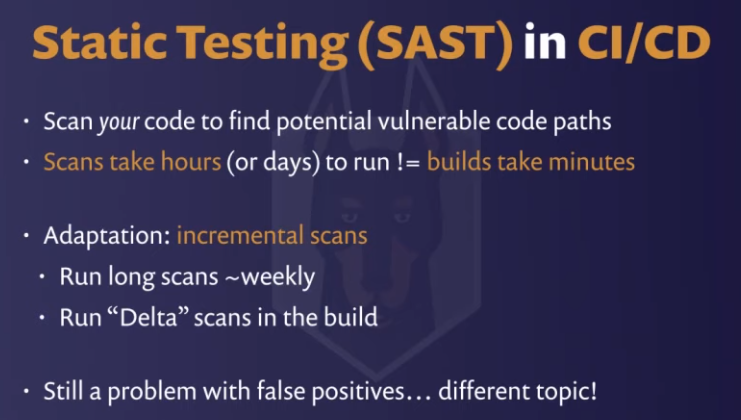 Static Testing (SAST) in CI/CD
• Scan your code to find potential vulnerable code paths
• Scans take hours (or days) to run != builds take minutes
• Adaptation: incremental scans
• Run long scans ~weekly
• Run “Delta” scans in the build
• Still a problem with false positives… different topic!